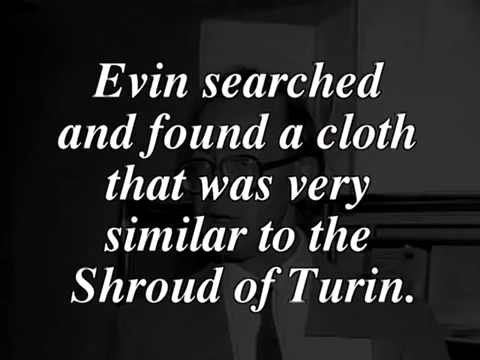 Evin searched
and found a cloth
that was very
similar to the
Shroud of Turin.